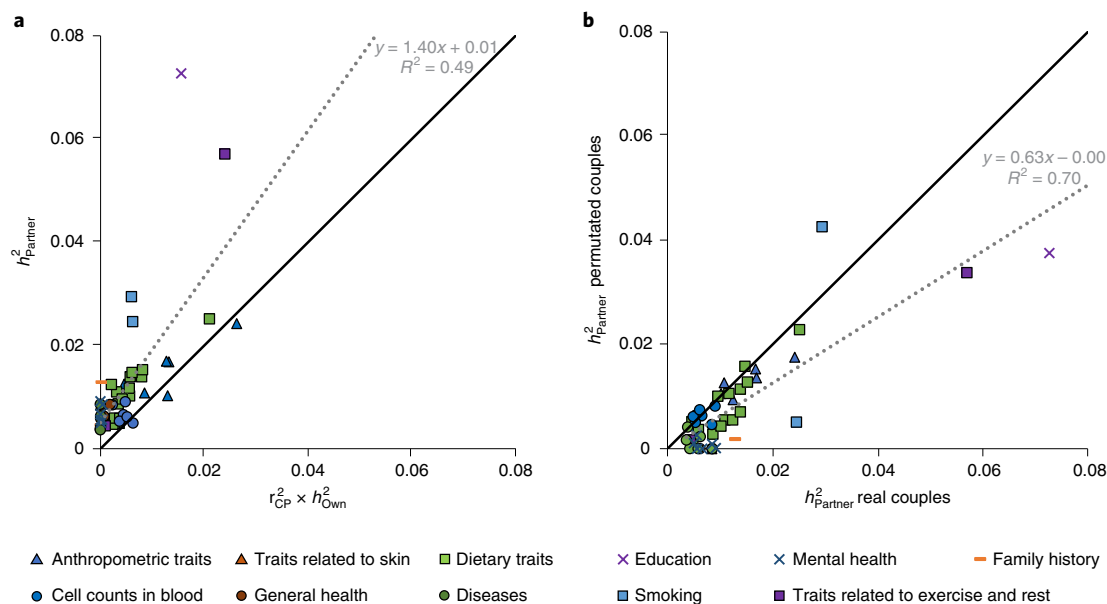 a
0.08
0.06
0.04
0.02
0
0 0.02 0.04 0.06 0.08
h²Partner
r²CP × h²Own
y = 1.40x + 0.01
R² = 0.49
b
0.08
0.06
0.04
0.02
0
0 0.02 0.04 0.06 0.08
h²Partner permutated couples
h²Partner real couples
y = 0.63x – 0.00
R² = 0.70
Anthropometric traits Traits related to skin Dietary traits Education Mental health Family history
Cell counts in blood General health Diseases Smoking Traits related to exercise and rest